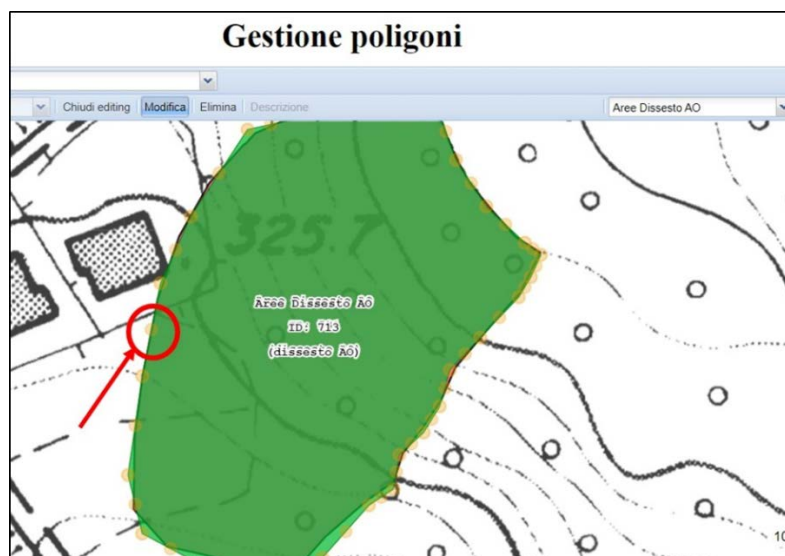 Gestione poligoni
Chiudi editing Modifica Elimina Descrizione Aree Dissesto AO
325.7
Aree Dissesto AO
ID: 713
(dissesto AO)
10